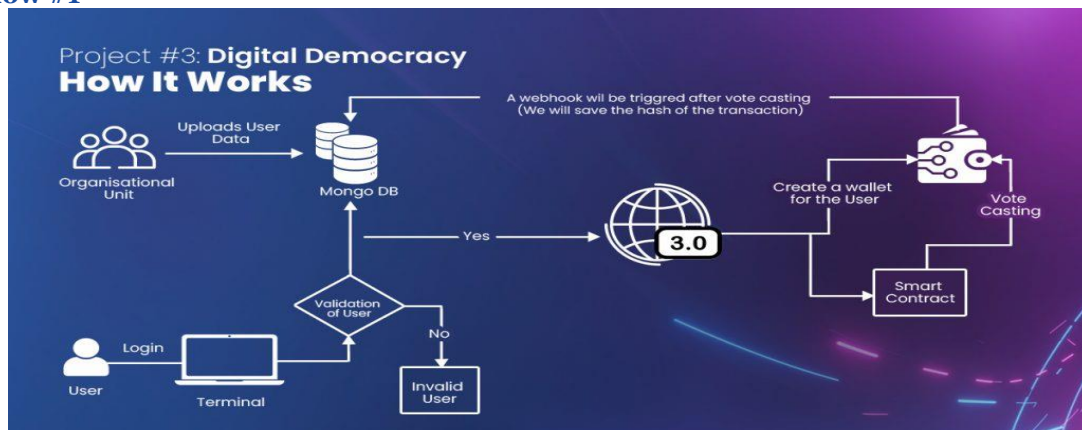 Project #3: Digital Democracy
How It Works
A webhook wil be triggred after vote casting
(We will save the hash of the transaction)
Uploads User
Data
Organisational
Unit
Mongo DB
Create a wallet
for the User
Vote
Casting
Yes
3.0
Smart
Contract
Validation
of User
No
Login
User
Terminal
Invalid
User